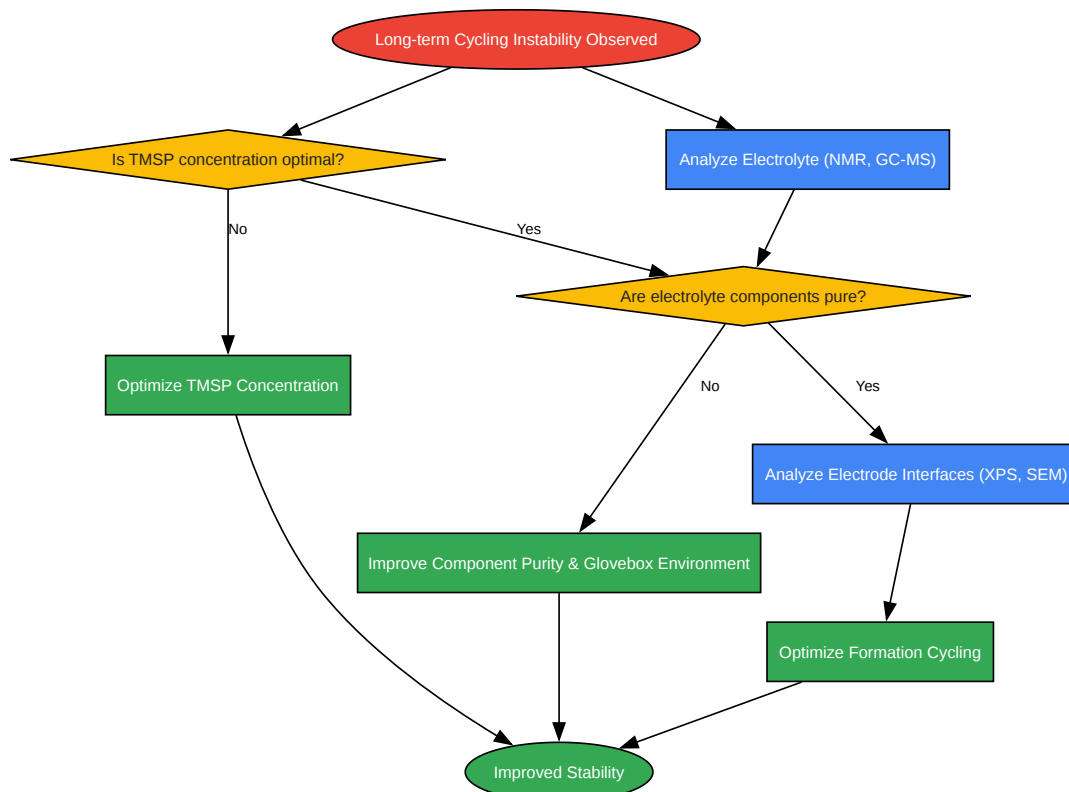 Long-term Cycling Instability Observed
Is TMSP concentration optimal?
Analyze Electrolyte (NMR, GC-MS)
No
Yes
Are electrolyte components pure?
Optimize TMSP Concentration
No
Yes
Analyze Electrode Interfaces (XPS, SEM)
Improve Component Purity & Glovebox Environment
Optimize Formation Cycling
Improved Stability